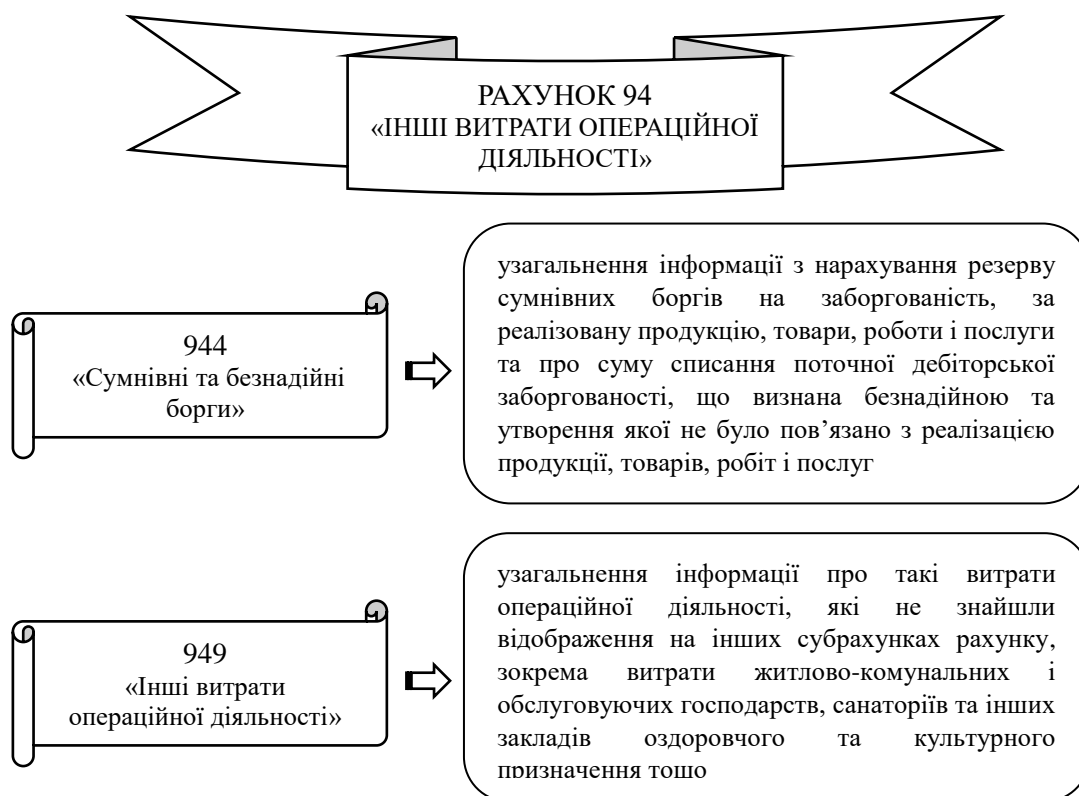 РАХУНОК 94
«ІНШІ ВИТРАТИ ОПЕРАЦІЙНОЇ
ДІЯЛЬНОСТІ»
944
«Сумнівні та безнадійні
борги»
узагальнення інформації з нарахування резерву
сумнівних боргів на заборгованість, за
реалізовану продукцію, товари, роботи і послуги
та про суму списання поточної дебіторської
заборгованості, що визнана безнадійною та
утворення якої не було пов’язано з реалізацією
продукції, товарів, робіт і послуг
949
«Інші витрати
операційної діяльності»
узагальнення інформації про такі витрати
операційної діяльності, які не знайшли
відображення на інших субрахунках рахунку,
зокрема витрати житлово-комунальних і
обслуговуючих господарств, санаторіїв та інших
закладів оздоровчого та культурного
призначення тощо